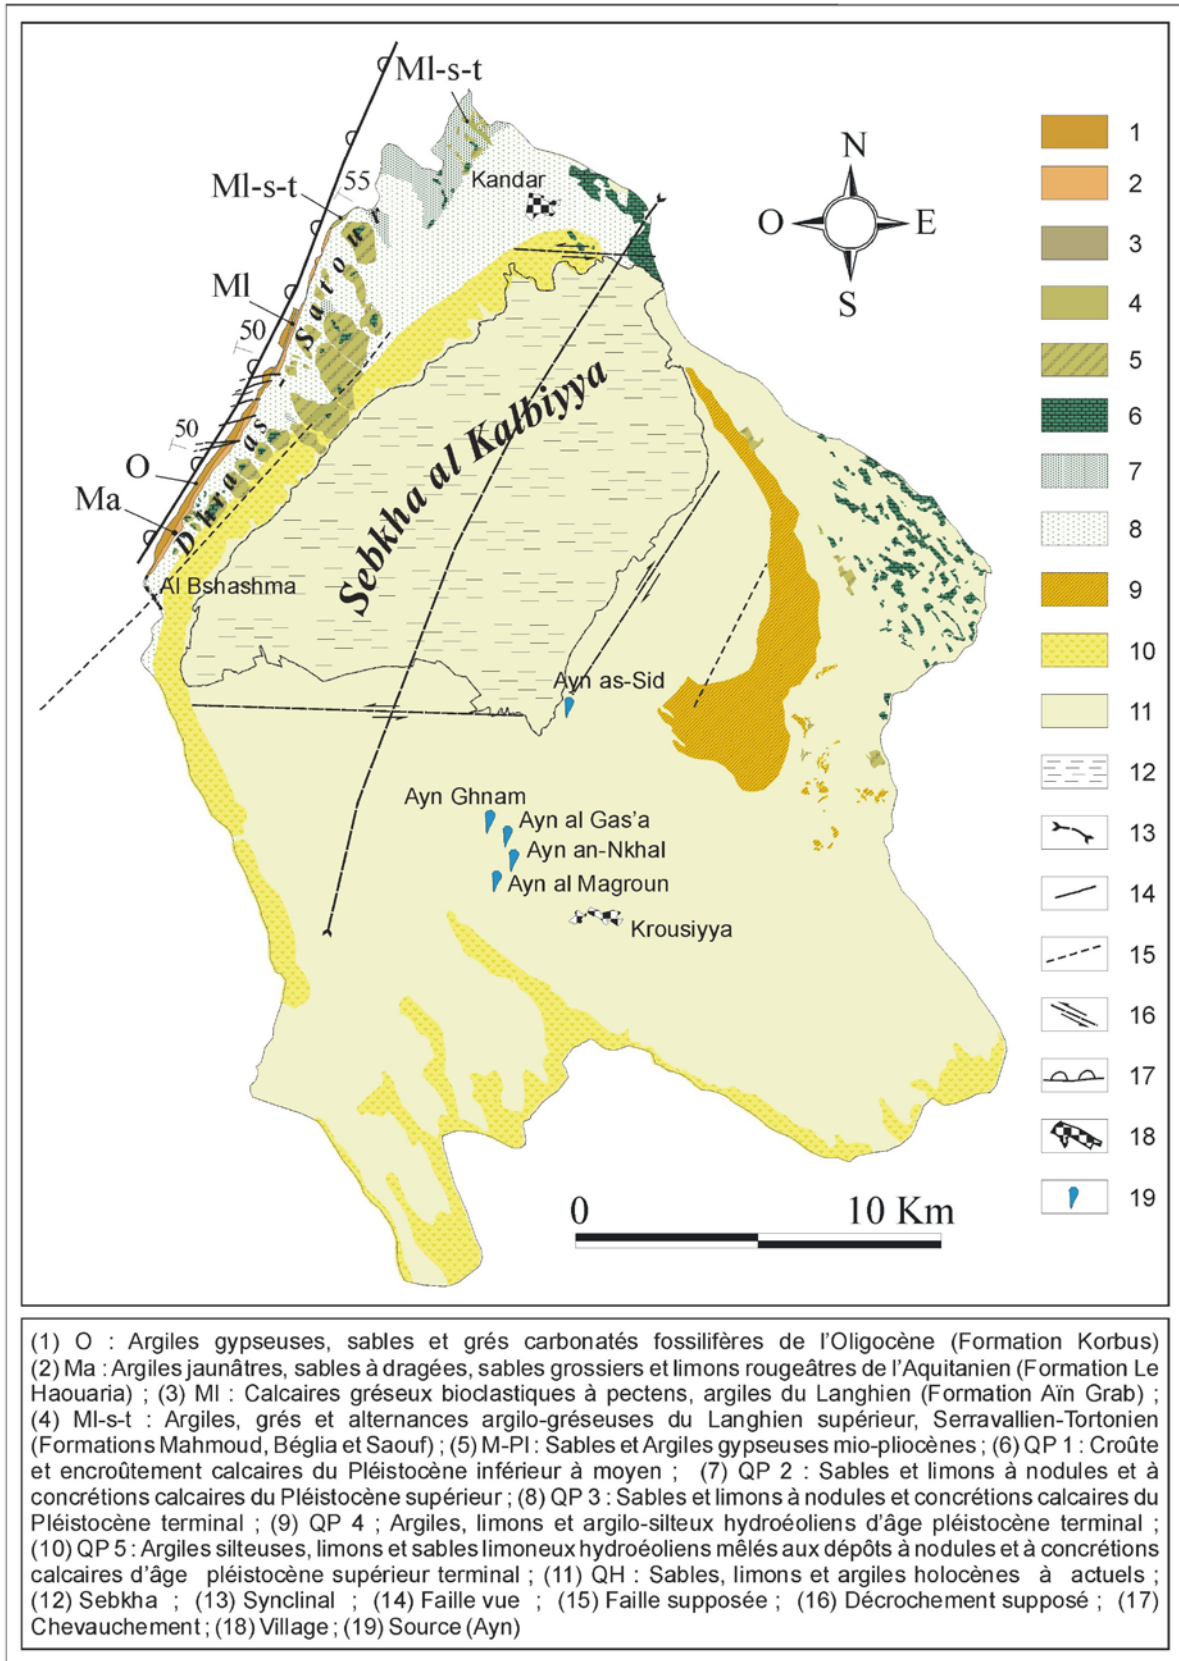 Ml-s-t
N
Kandar
55
Ml-s-t
O
E
S
Ml
50
Dhra as - Satour
Sebkha al Kalbiyya
50
O
Ma
Al Bshashma
Ayn as-Sid
Ayn Ghnam
Ayn al Gas'a
Ayn an-Nkhal
Ayn al Magroun
Krousiyya
0 10 Km
1
2
3
4
5
6
7
8
9
10
11
12
13
14
15
16
17
18
19
(1) O : Argiles gypseuses, sables et grés carbonatés fossilifères de l'Oligocène (Formation Korbus)
(2) Ma : Argiles jaunâtres, sables à dragées, sables grossiers et limons rougeâtres de l'Aquitanien (Formation Le
Haouaria) ; (3) Ml : Calcaires gréseux bioclastiques à pectens, argiles du Langhien (Formation Aïn Grab) ;
(4) Ml-s-t : Argiles, grés et alternances argilo-gréseuses du Langhien supérieur, Serravallien-Tortonien
(Formations Mahmoud, Béglia et Saouf) ; (5) M-Pl : Sables et Argiles gypseuses mio-pliocènes ; (6) QP 1 : Croûte
et encroûtement calcaires du Pléistocène inférieur à moyen ; (7) QP 2 : Sables et limons à nodules et à
concrétions calcaires du Pléistocène supérieur ; (8) QP 3 : Sables et limons à nodules et concrétions calcaires du
Pléistocène terminal ; (9) QP 4 ; Argiles, limons et argilo-silteux hydroéoliens d'âge pléistocène terminal ;
(10) QP 5 : Argiles silteuses, limons et sables limoneux hydroéoliens mêlés aux dépôts à nodules et à concrétions
calcaires d'âge pléistocène supérieur terminal ; (11) QH : Sables, limons et argiles holocènes à actuels ;
(12) Sebkha ; (13) Synclinal ; (14) Faille vue ; (15) Faille supposée ; (16) Décrochement supposé ; (17)
Chevauchement ; (18) Village ; (19) Source (Ayn)